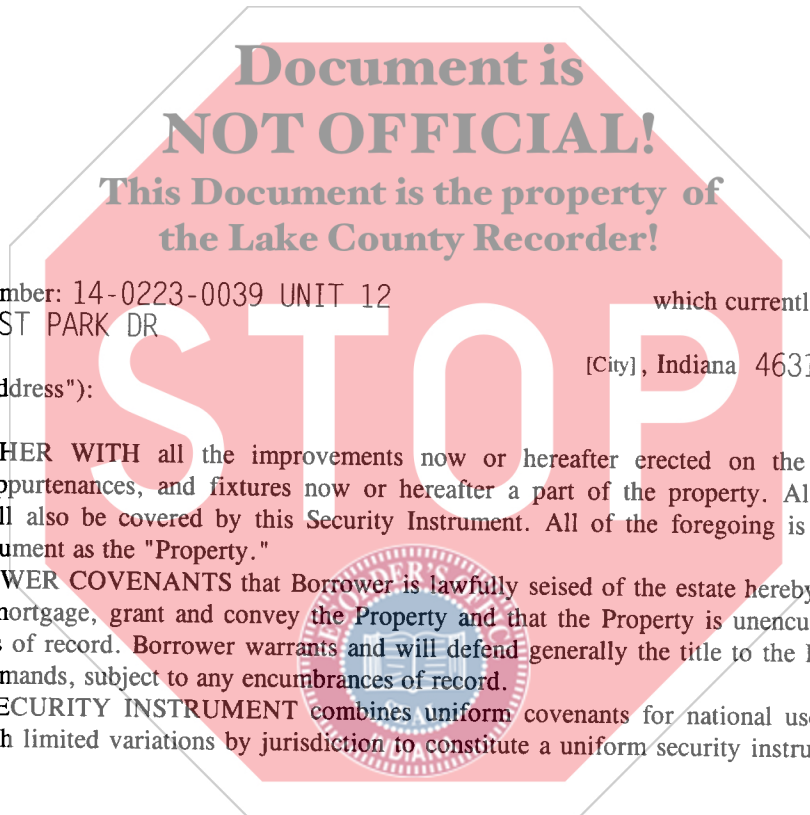 Document is
NOT OFFICIAL!
This Document is the property of
the Lake County Recorder!
mber: 14-0223-0039 UNIT 12 which currentl
ST PARK DR
[City], Indiana 4631
ddress"):
STOP
HER WITH all the improvements now or hereafter erected on the
ppurtenances, and fixtures now or hereafter a part of the property. Al
ll also be covered by this Security Instrument. All of the foregoing is
ument as the "Property."
WER COVENANTS that Borrower is lawfully seised of the estate hereby
mortgage, grant and convey the Property and that the Property is unencu
s of record. Borrower warrants and will defend generally the title to the
mands, subject to any encumbrances of record.
ECURITY INSTRUMENT combines uniform covenants for national use
h limited variations by jurisdiction to constitute a uniform security instru
SEAL
INDIANA